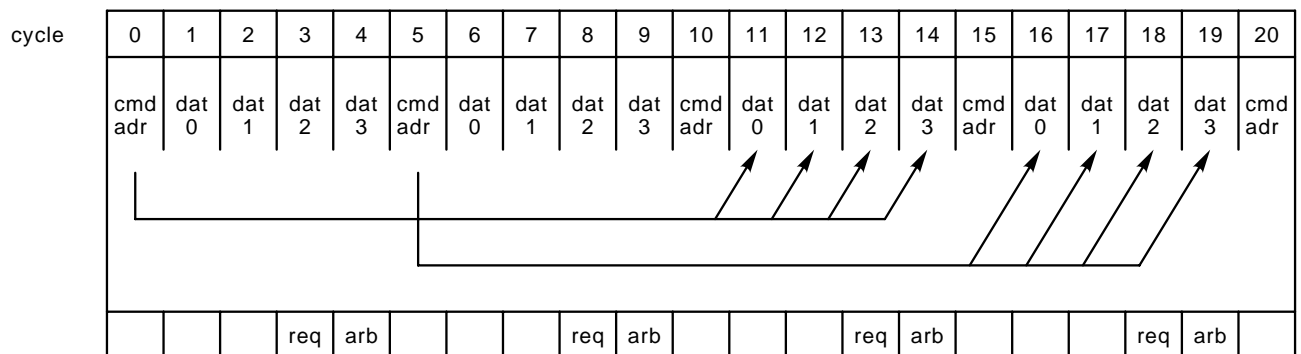 cycle 0 1 2 3 4 5 6 7 8 9 10 11 12 13 14 15 16 17 18 19 20
cmd dat dat dat dat cmd dat dat dat dat cmd dat dat dat dat cmd dat dat dat dat cmd
adr 0 1 2 3 adr 0 1 2 3 adr 0 1 2 3 adr 0 1 2 3 adr
req arb req arb req arb req arb